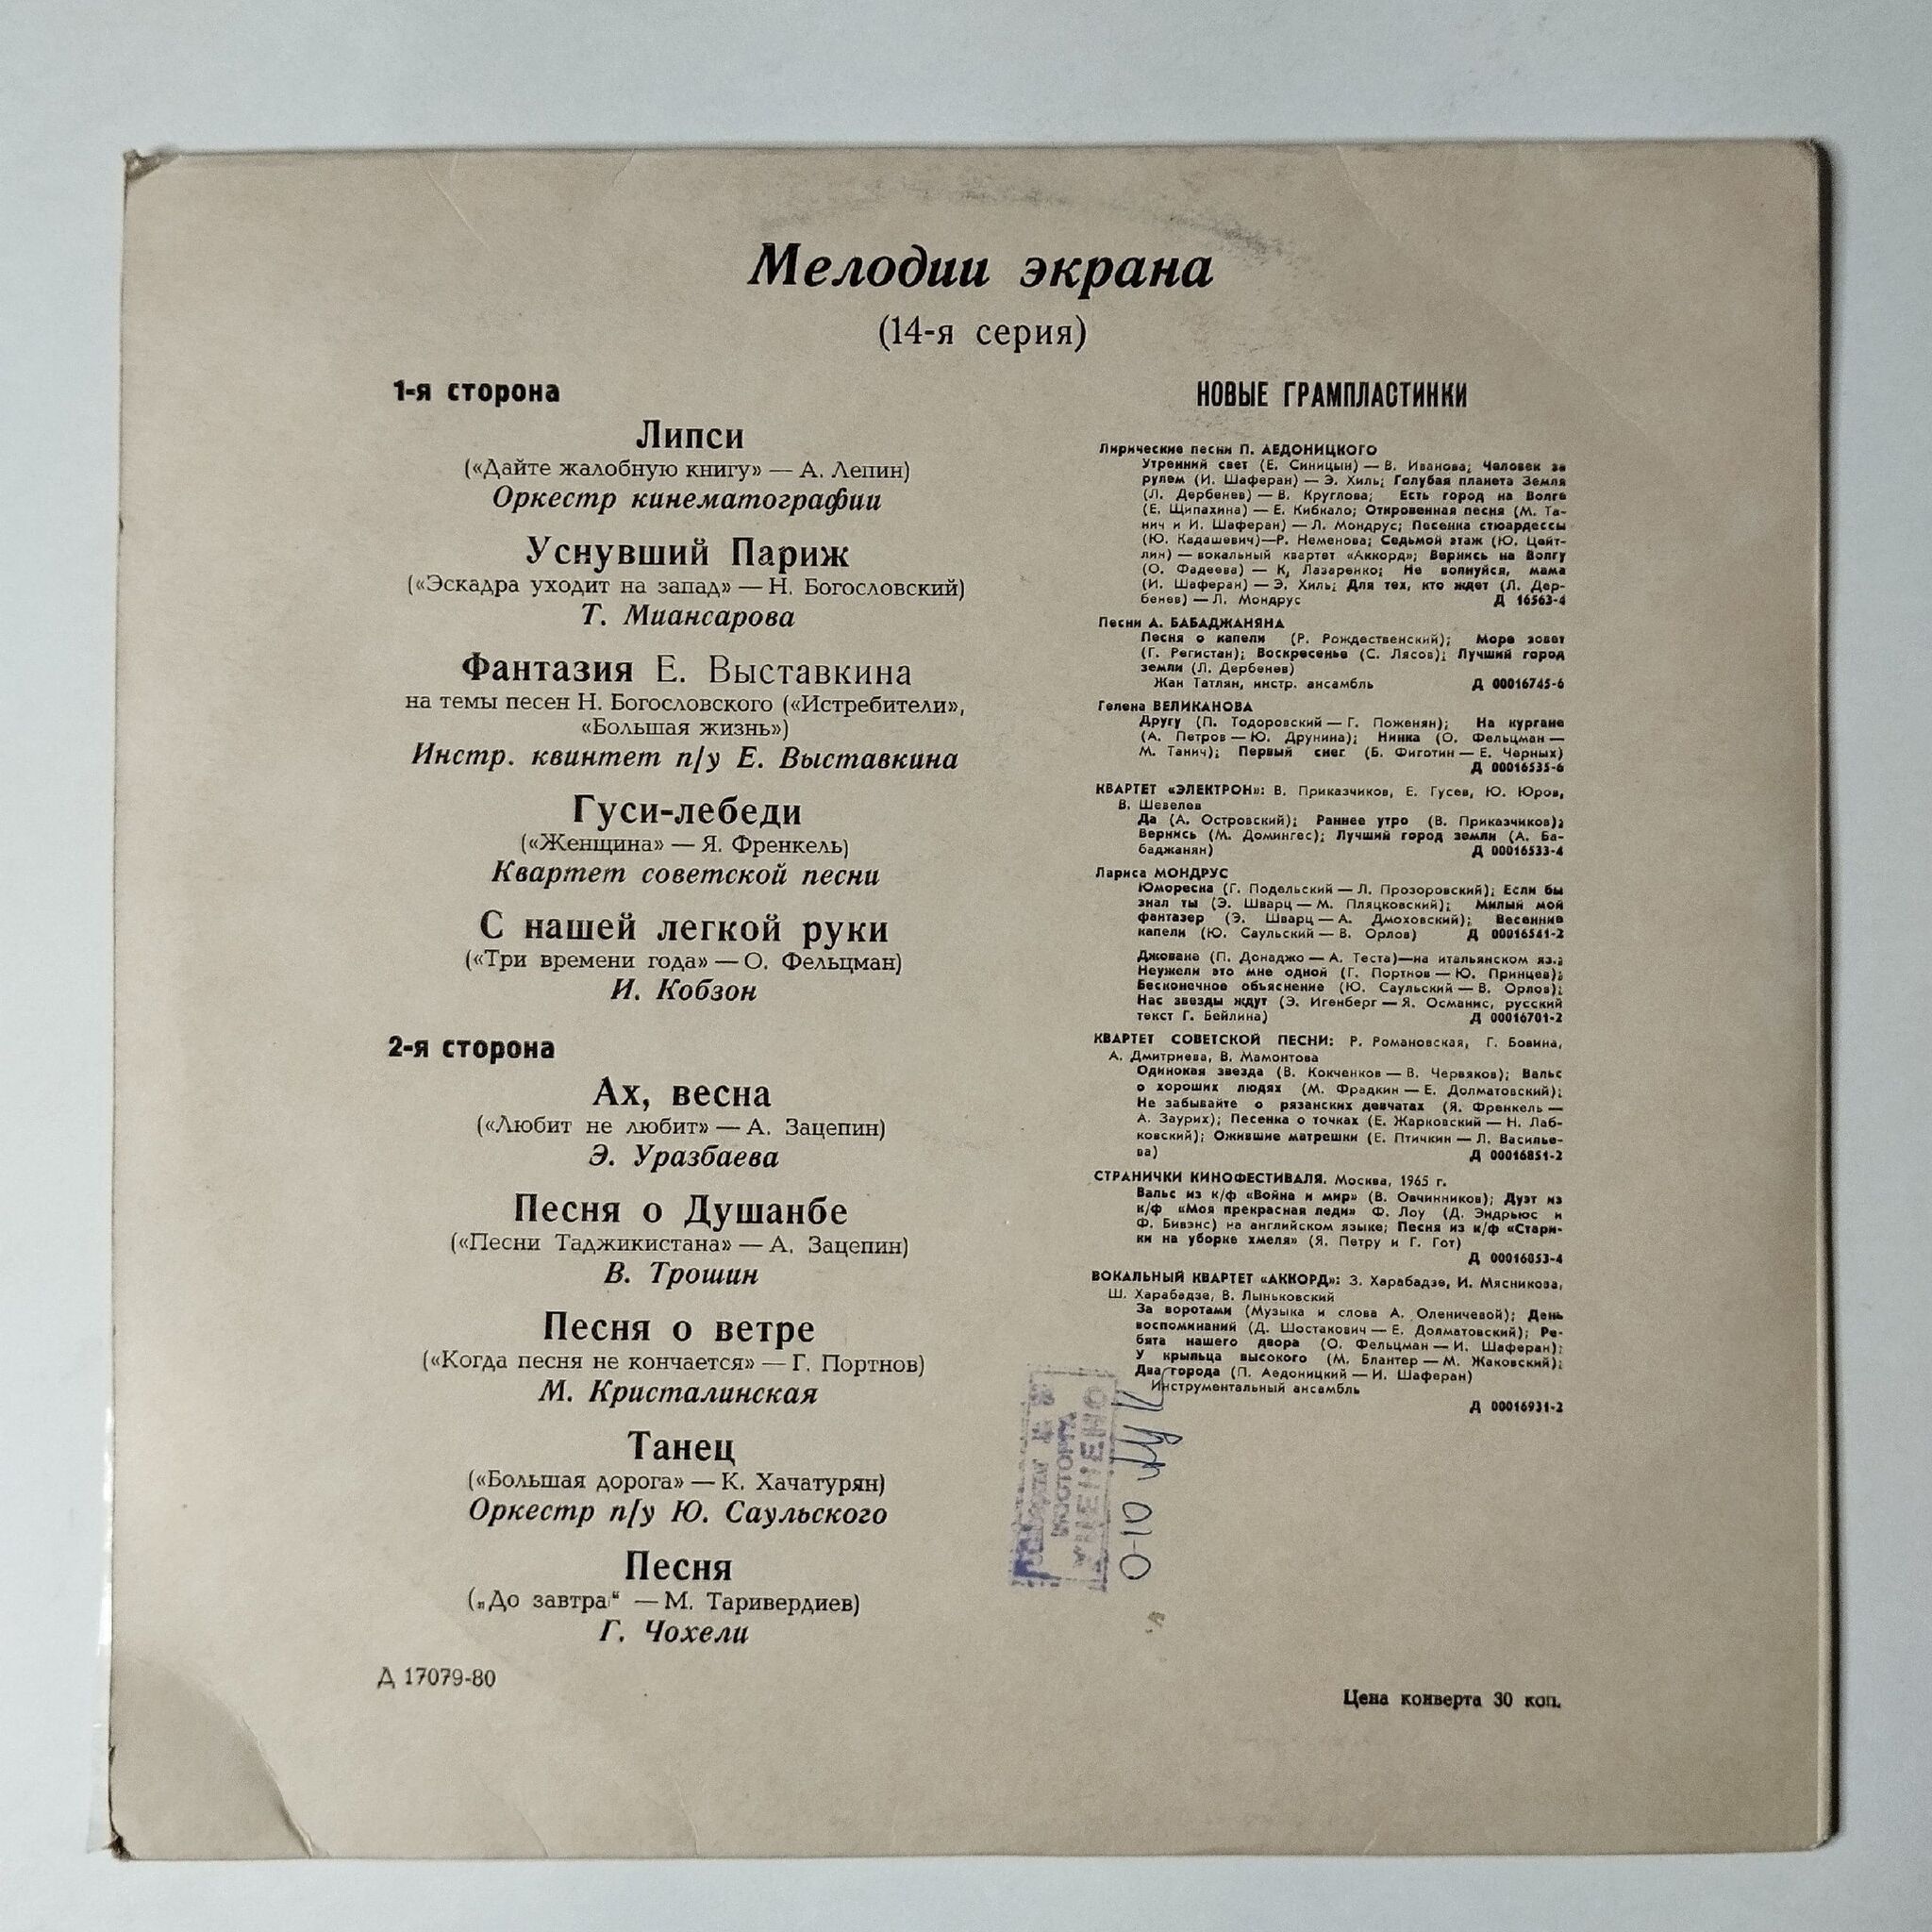 Мелодии экрана
(14-я серия)
1-я сторона
Липси
(«Дайте жалобную книгу» — А. Лепин)
Оркестр кинематографии
Уснувший Париж
(«Эскадра уходит на запад» — Н. Богословский)
Т. Миансарова
Фантазия Е. Выставкина
на темы песен Н. Богословского («Истребители»,
«Большая жизнь»)
Инстр. квинтет п/у Е. Выставкина
Гуси-лебеди
(«Женщина» — Я. Френкель)
Квартет советской песни
С нашей легкой руки
(«Три времени года» — О. Фельцман)
И. Кобзон
2-я сторона
Ах, весна
(«Любит не любит» — А. Зацепин)
Э. Уразбаева
Песня о Душанбе
(«Песни Таджикистана» — А. Зацепин)
В. Трошин
Песня о ветре
(«Когда песня не кончается» — Г. Портнов)
М. Кристалинская
Танец
(«Большая дорога» — К. Хачатурян)
Оркестр п/у Ю. Саульского
Песня
(„До завтра“ — М. Таривердиев)
Г. Чохели
Д 17079-80
НОВЫЕ ГРАМПЛАСТИНКИ
Лирические песни П. АЕДОНИЦКОГО
Утренний свет (Е. Синицын) — В. Иванова; Человек за
рулем (И. Шаферан) — Э. Хиль; Голубая планета Земля
(Л. Дербенев) — В. Круглова; Есть город на Волге
(Е. Щипахина) — Е. Кибкало; Откровенная песня (М. Та-
нич и И. Шаферан) — Л. Мондрус; Песенка стюардессы
(Ю. Кадашевич)—Р. Неменова; Седьмой этаж (Ю. Цейт-
лин) — вокальный квартет «Аккорд»; Вернись на Волгу
(О. Фадеева) — К. Лазаренко; Не волнуйся, мама
(И. Шаферан) — Э. Хиль; Для тех, кто ждет (Л. Дер-
бенев) — Л. Мондрус Д 16563-4
Песни А. БАБАДЖАНЯНА
Песня о капели (Р. Рождественский); Море зовет
(Г. Регистан); Воскресенье (С. Лясов); Лучший город
земли (Л. Дербенев)
Жан Татлян, инстр. ансамбль Д 00016745-6
Гелена ВЕЛИКАНОВА
Другу (П. Тодоровский — Г. Поженян); На кургане
(А. Петров — Ю. Друнина); Нинка (О. Фельцман —
М. Танич); Первый снег (Б. Фиготин — Е. Черных)
Д 00016535-6
КВАРТЕТ «ЭЛЕКТРОН»: В. Приказчиков, Е. Гусев, Ю. Юров,
В. Шевелев
Да (А. Островский); Раннее утро (В. Приказчиков);
Вернись (М. Домингес); Лучший город земли (А. Ба-
баджанян) Д 00016533-4
Лариса МОНДРУС
Юмореска (Г. Подельский — Л. Прозоровский); Если бы
знал ты (Э. Шварц — М. Пляцковский); Милый мой
фантазер (Э. Шварц — А. Дмоховский); Весенние
капели (Ю. Саульский — В. Орлов) Д 00016541-2
Джоване (П. Донаджо — А. Теста)—на итальянском яз.;
Неужели это мне одной (Г. Портнов — Ю. Принцев);
Бесконечное объяснение (Ю. Саульский — В. Орлов);
Нас звезды ждут (Э. Игенберг — Я. Османис, русский
текст Г. Бейлина) Д 00016701-2
КВАРТЕТ СОВЕТСКОЙ ПЕСНИ: Р. Романовская, Г. Бовина,
А. Дмитриева, В. Мамонтова
Одинокая звезда (В. Кокченков — В. Червяков); Вальс
о хороших людях (М. Фрадкин — Е. Долматовский);
Не забывайте о рязанских девчатах (Я. Френкель —
А. Заурих); Песенка о точках (Е. Жарковский — Н. Лаб-
ковский); Ожившие матрешки (Е. Птичкин — Л. Василье-
ва) Д 00016851-2
СТРАНИЧКИ КИНОФЕСТИВАЛЯ. Москва, 1965 г.
Вальс из к/ф «Война и мир» (В. Овчинников); Дуэт из
к/ф «Моя прекрасная леди» Ф. Лоу (Д. Эндрьюс и
Ф. Бивэнс) на английском языке; Песня из к/ф «Стари-
ки на уборке хмеля» (Я. Петру и Г. Гот)
Д 00016853-4
ВОКАЛЬНЫЙ КВАРТЕТ «АККОРД»: З. Харабадзе, И. Мясникова,
Ш. Харабадзе, В. Лыньковский
За воротами (Музыка и слова А. Оленичевой); День
воспоминаний (Д. Шостакович — Е. Долматовский); Ре-
бята нашего двора (О. Фельцман — И. Шаферан);
У крыльца высокого (М. Блантер — М. Жаковский);
Два города (П. Аедоницкий — И. Шаферан)
Инструментальный ансамбль
Д 00016931-2
0-10
Цена конверта 30 коп.